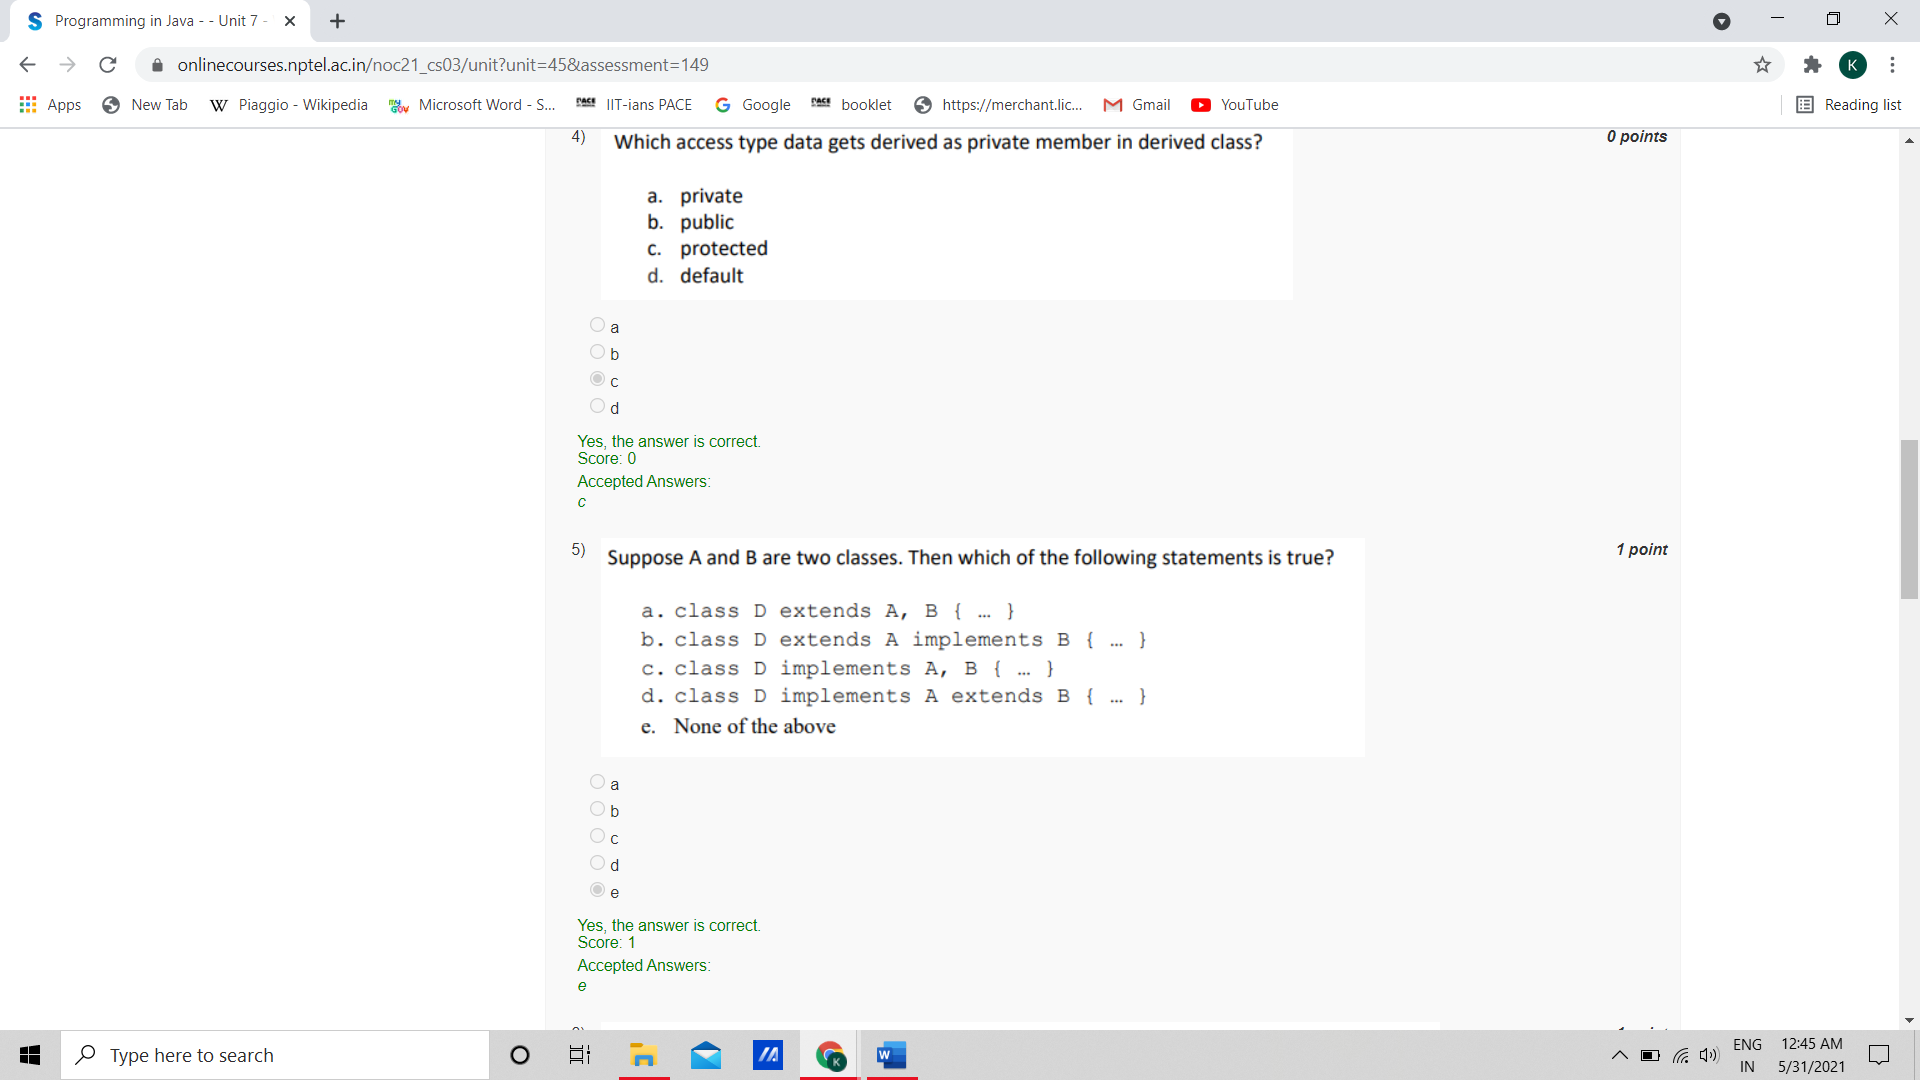 Programming in Java - - Unit 7 -
onlinecourses.nptel.ac.in/noc21_cs03/unit?unit=45&assessment=149
K
Apps
New Tab
W Piaggio - Wikipedia
Microsoft Word - S...
PACE IIT-ians PACE
Google
PACE booklet
https://merchant.lic...
Gmail
YouTube
Reading list
4) Which access type data gets derived as private member in derived class?
0 points
a. private
b. public
c. protected
d. default
a
b
c
d
Yes, the answer is correct.
Score: 0
Accepted Answers:
c
5) Suppose A and B are two classes. Then which of the following statements is true?
1 point
a. class D extends A, B { … }
b. class D extends A implements B { … }
c. class D implements A, B { … }
d. class D implements A extends B { … }
e. None of the above
a
b
c
d
e
Yes, the answer is correct.
Score: 1
Accepted Answers:
e
Type here to search
K
W
ENG
IN
12:45 AM
5/31/2021